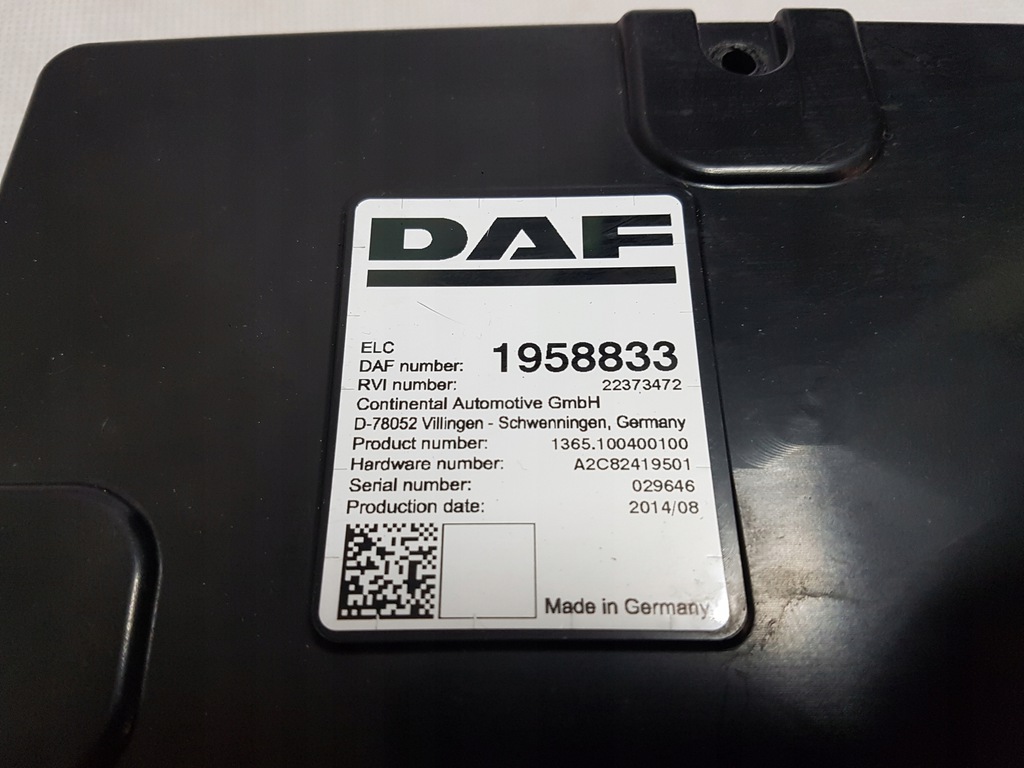 DAF
ELC
DAF number: 1958833
RVI number: 22373472
Continental Automotive GmbH
D-78052 Villingen - Schwenningen, Germany
Product number: 1365.100400100
Hardware number: A2C82419501
Serial number: 029646
Production date: 2014/08
Made in Germany